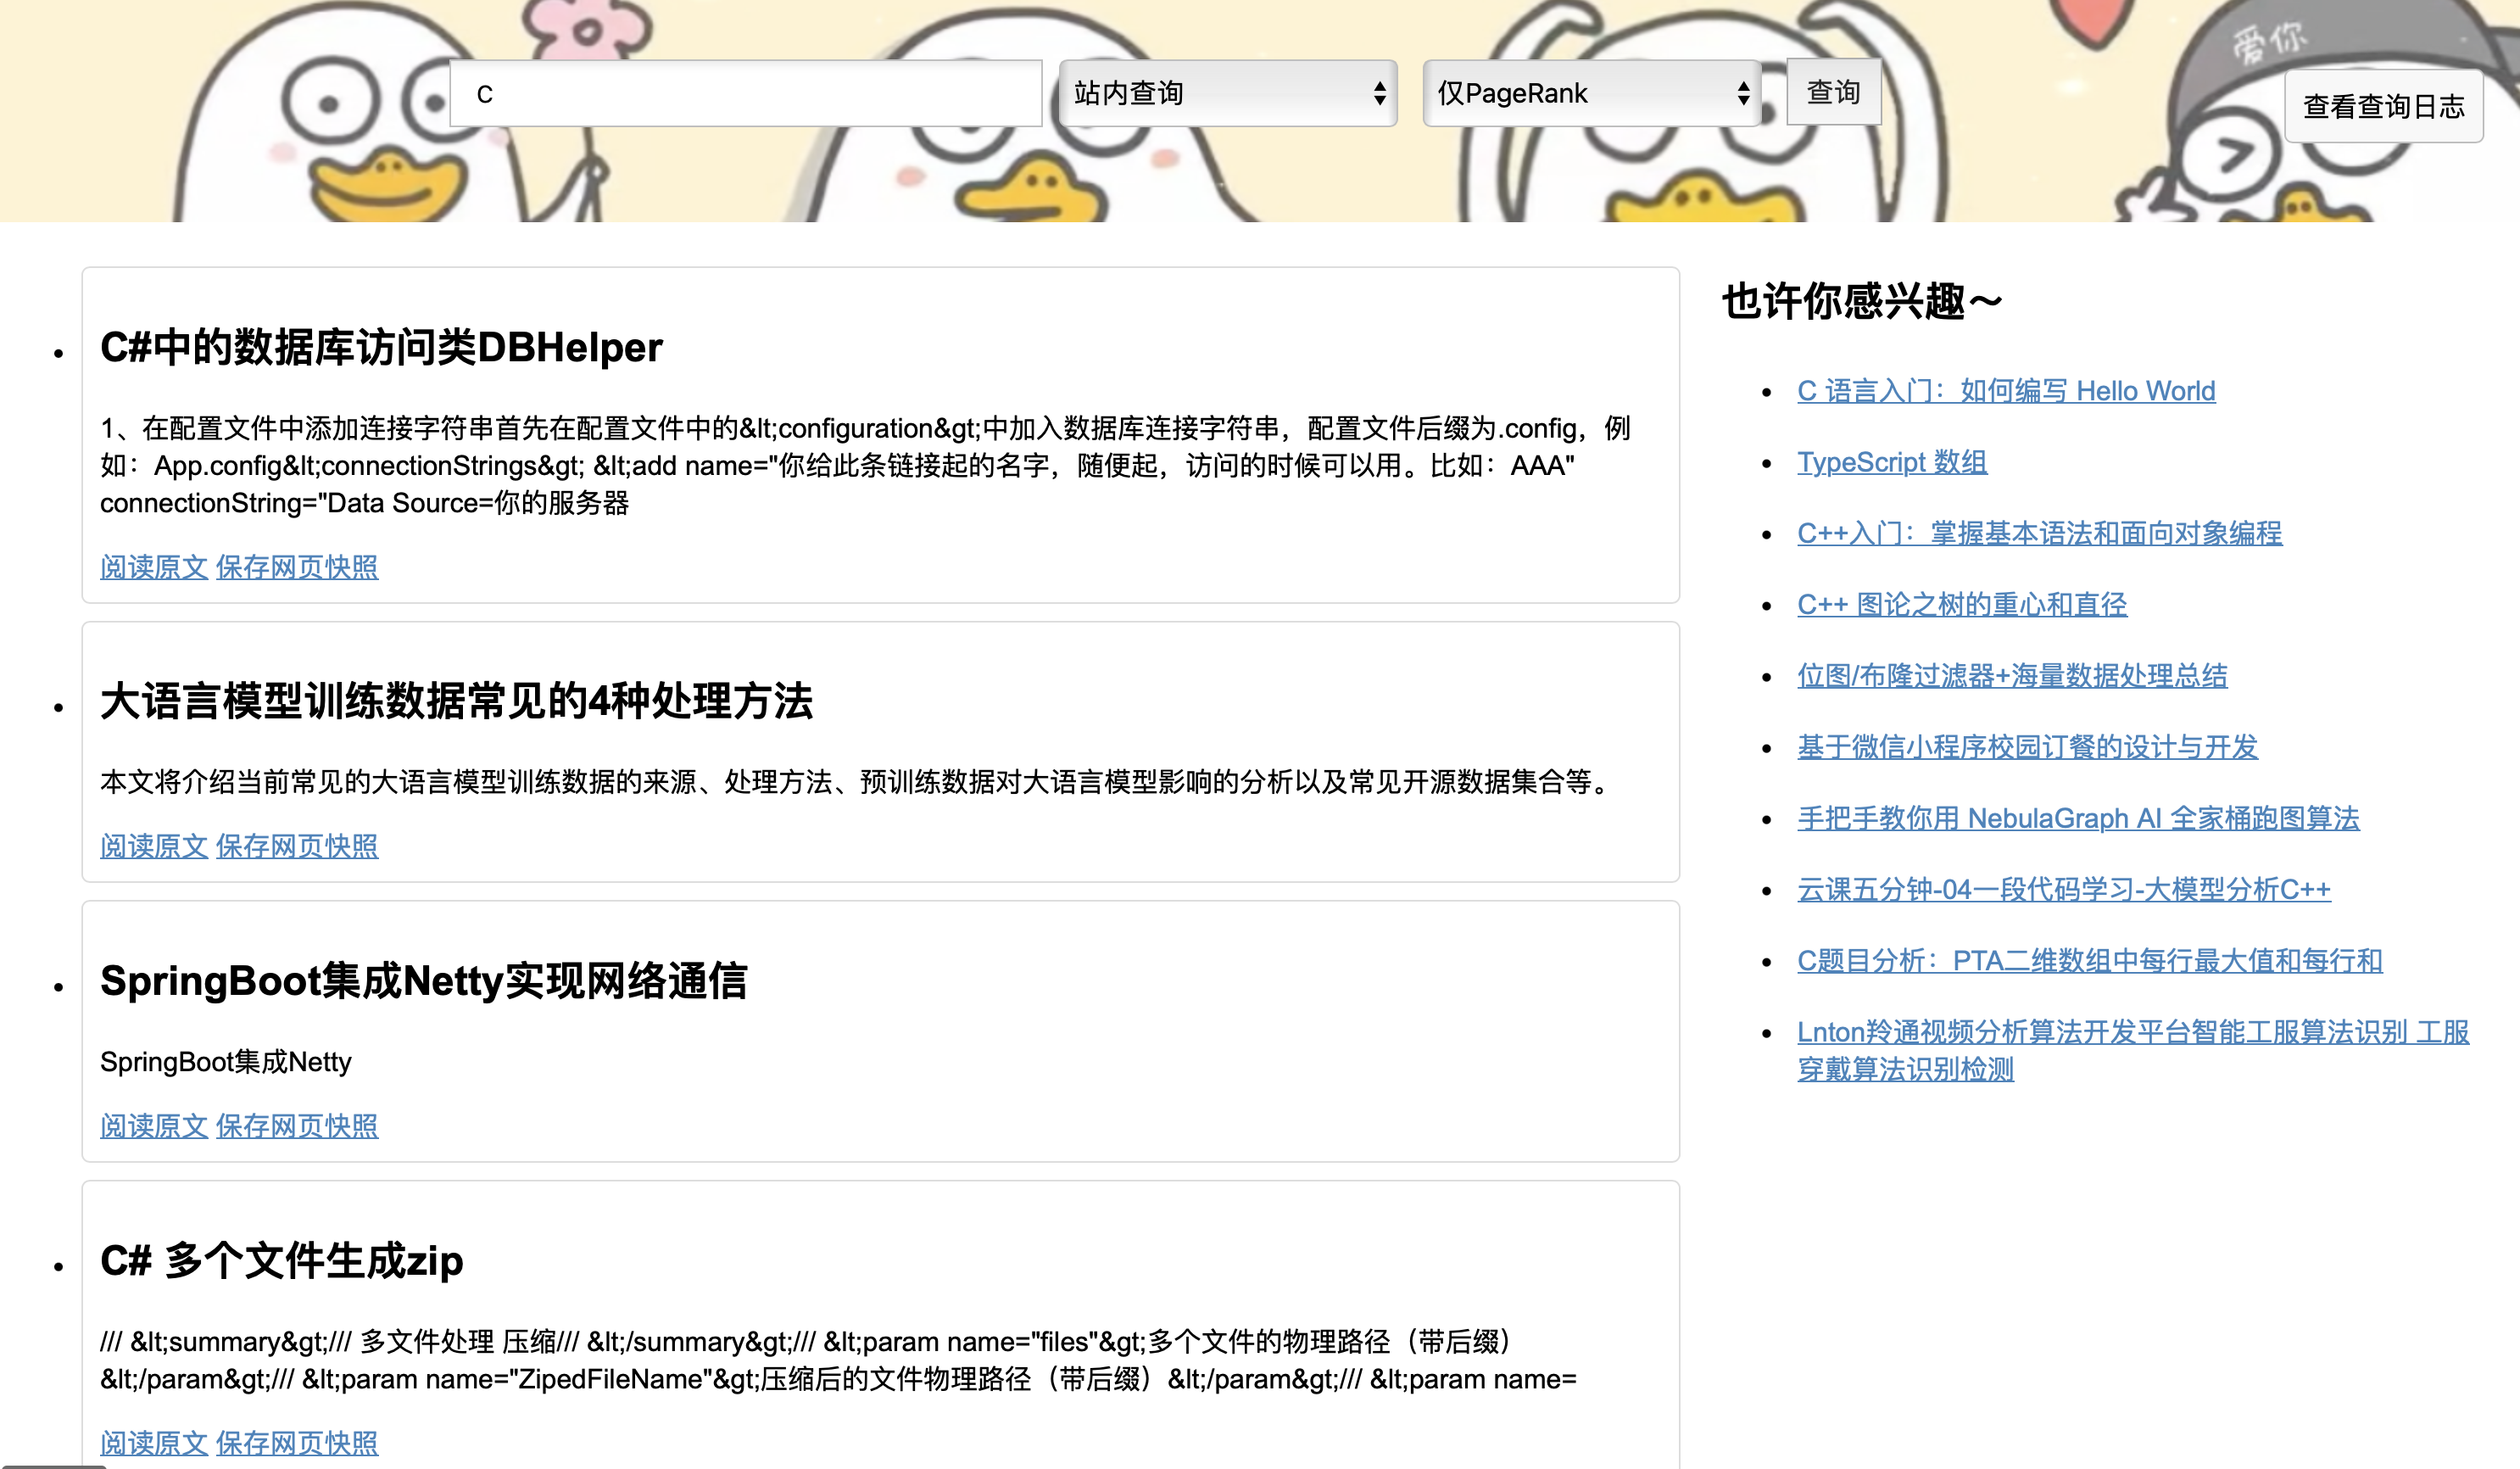 爱你
C
站内查询
仅PageRank
查询
查看查询日志
C#中的数据库访问类DBHelper
1、在配置文件中添加连接字符串首先在配置文件中的&lt;configuration&gt;中加入数据库连接字符串，配置文件后缀为.config，例
如：App.config&lt;connectionStrings&gt; &lt;add name="你给此条链接起的名字，随便起，访问的时候可以用。比如：AAA"
connectionString="Data Source=你的服务器
阅读原文 保存网页快照
大语言模型训练数据常见的4种处理方法
本文将介绍当前常见的大语言模型训练数据的来源、处理方法、预训练数据对大语言模型影响的分析以及常见开源数据集合等。
阅读原文 保存网页快照
SpringBoot集成Netty实现网络通信
SpringBoot集成Netty
阅读原文 保存网页快照
C# 多个文件生成zip
/// &lt;summary&gt;/// 多文件处理 压缩/// &lt;/summary&gt;/// &lt;param name="files"&gt;多个文件的物理路径（带后缀）
&lt;/param&gt;/// &lt;param name="ZipedFileName"&gt;压缩后的文件物理路径（带后缀）&lt;/param&gt;/// &lt;param name=
阅读原文 保存网页快照
也许你感兴趣～
C 语言入门：如何编写 Hello World
TypeScript 数组
C++入门：掌握基本语法和面向对象编程
C++ 图论之树的重心和直径
位图/布隆过滤器+海量数据处理总结
基于微信小程序校园订餐的设计与开发
手把手教你用 NebulaGraph AI 全家桶跑图算法
云课五分钟-04一段代码学习-大模型分析C++
C题目分析：PTA二维数组中每行最大值和每行和
Lnton羚通视频分析算法开发平台智能工服算法识别 工服
穿戴算法识别检测